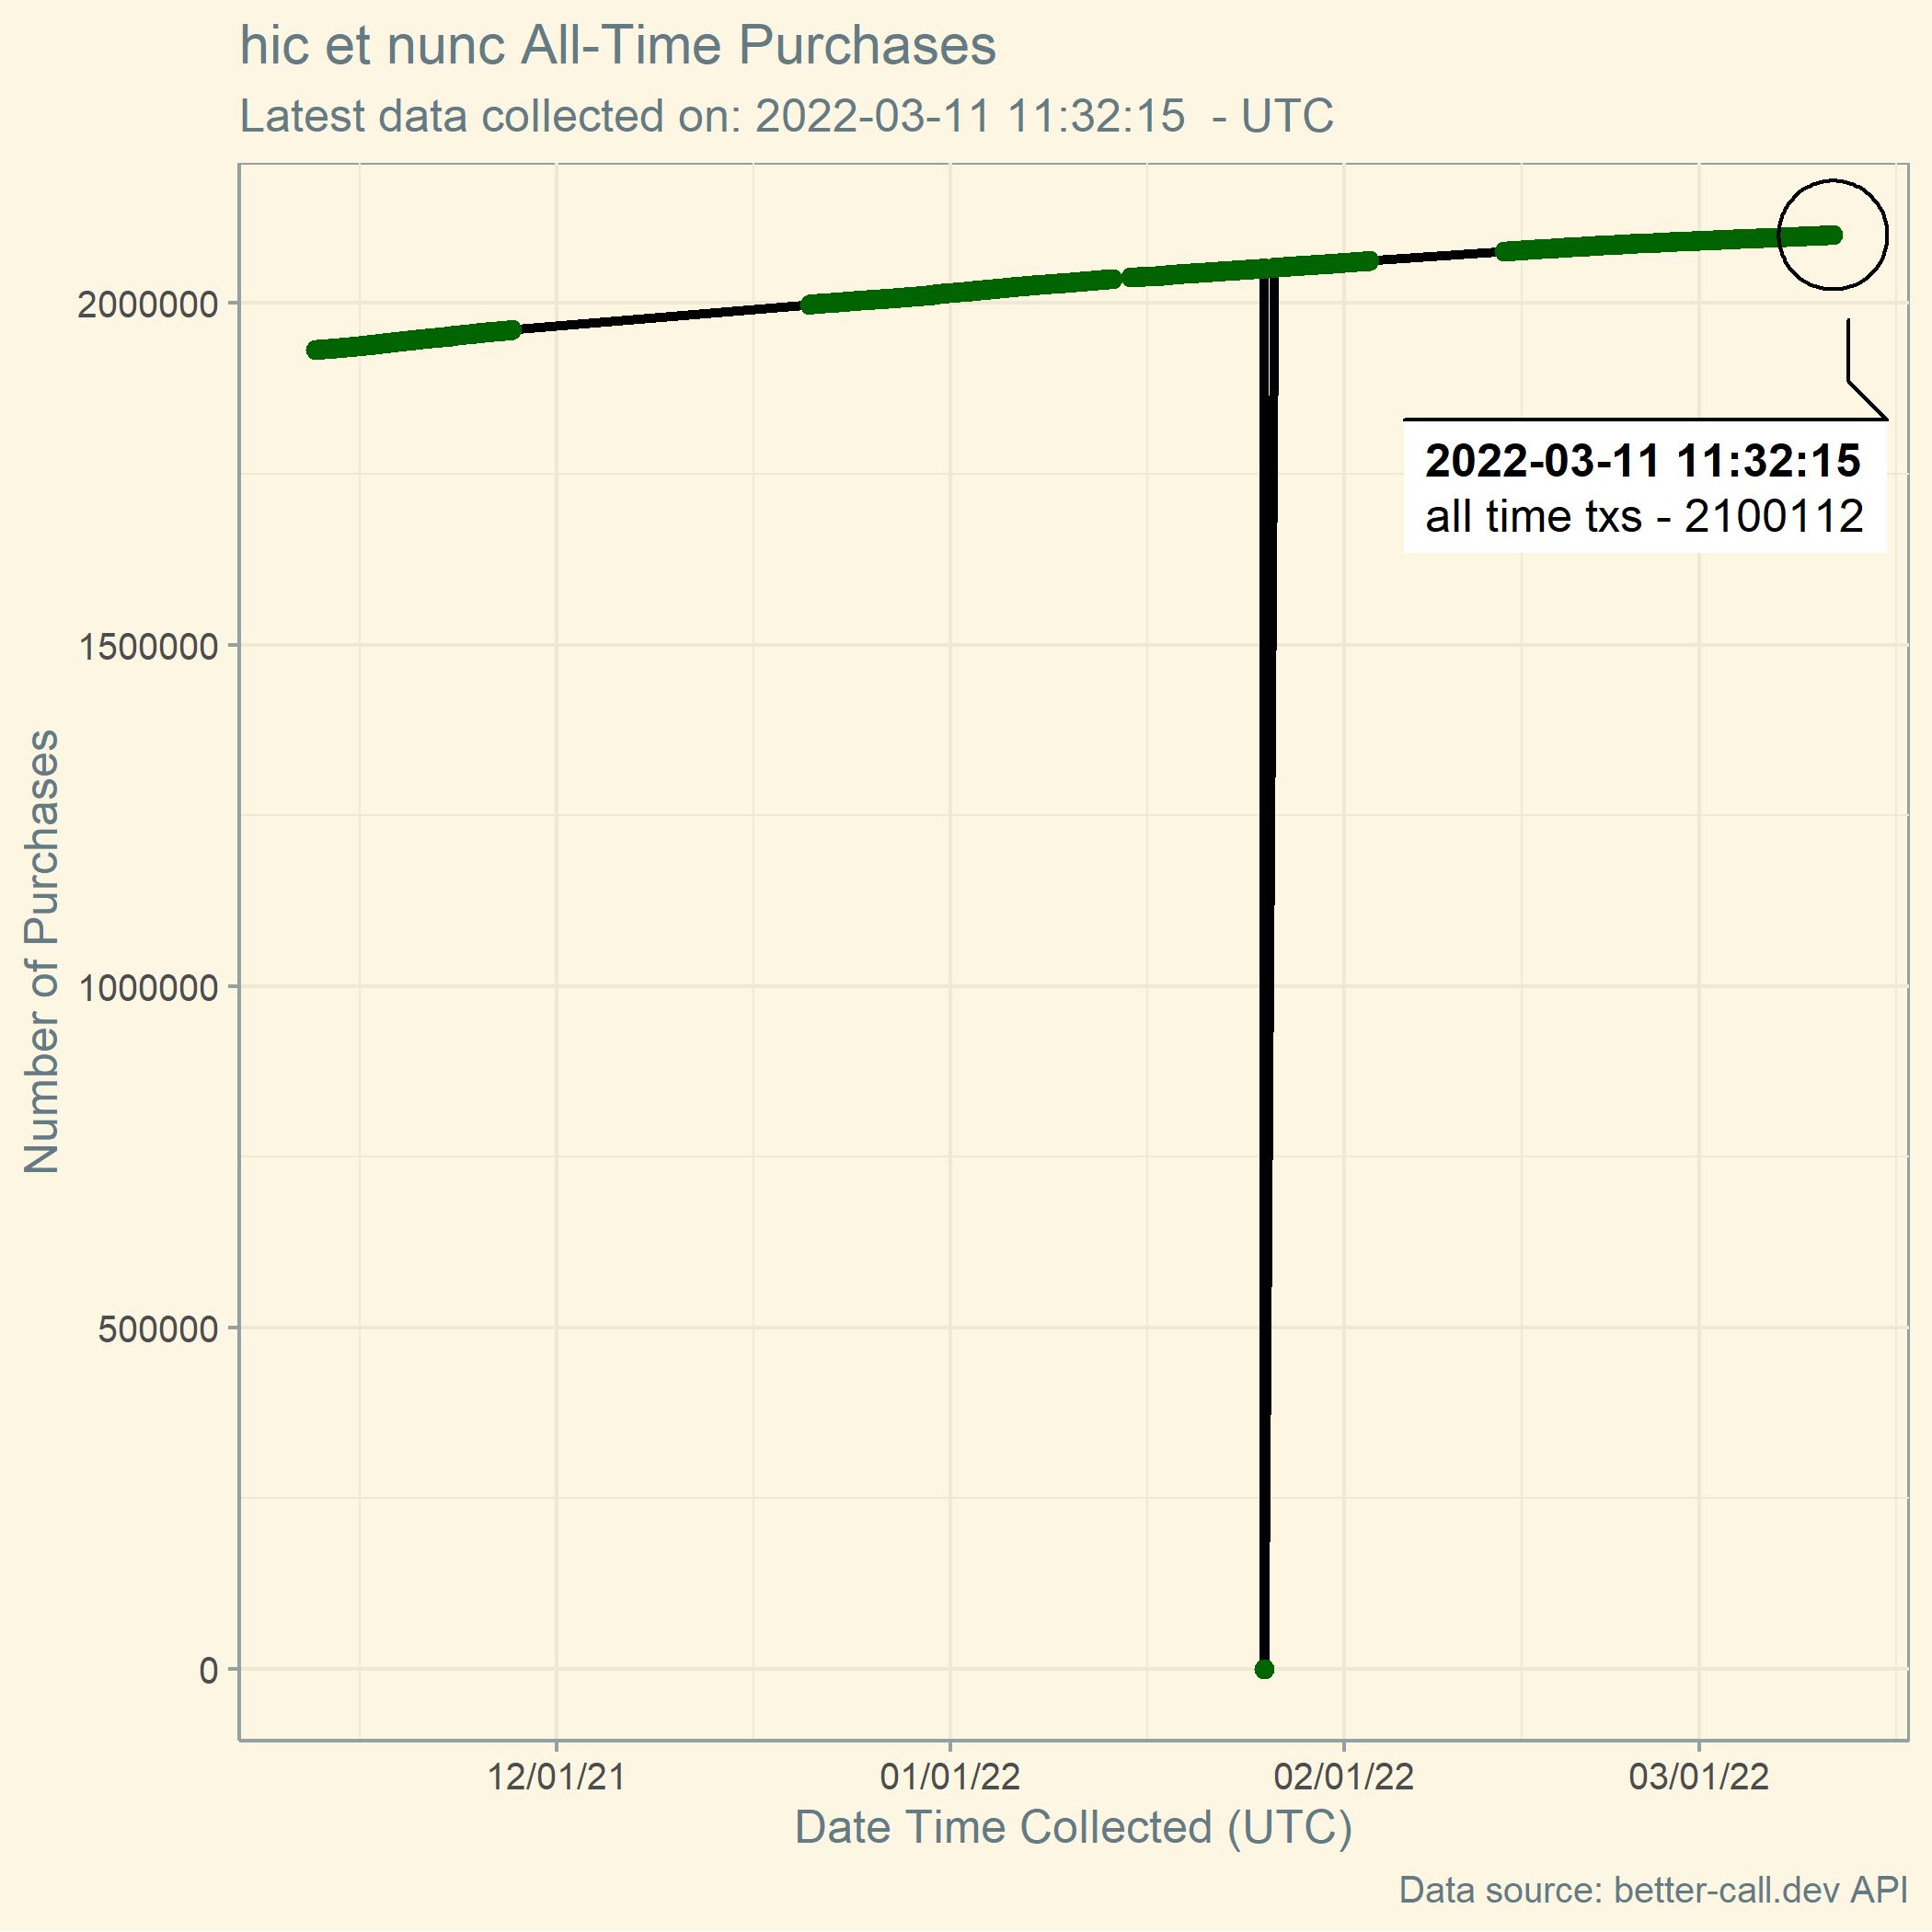 hic et nunc All-Time Purchases
Latest data collected on: 2022-03-11 11:32:15  - UTC
2000000
1500000
1000000
500000
0
Number of Purchases
2022-03-11 11:32:15
all time txs - 2100112
12/01/21
01/01/22
02/01/22
03/01/22
Date Time Collected (UTC)
Data source: better-call.dev API